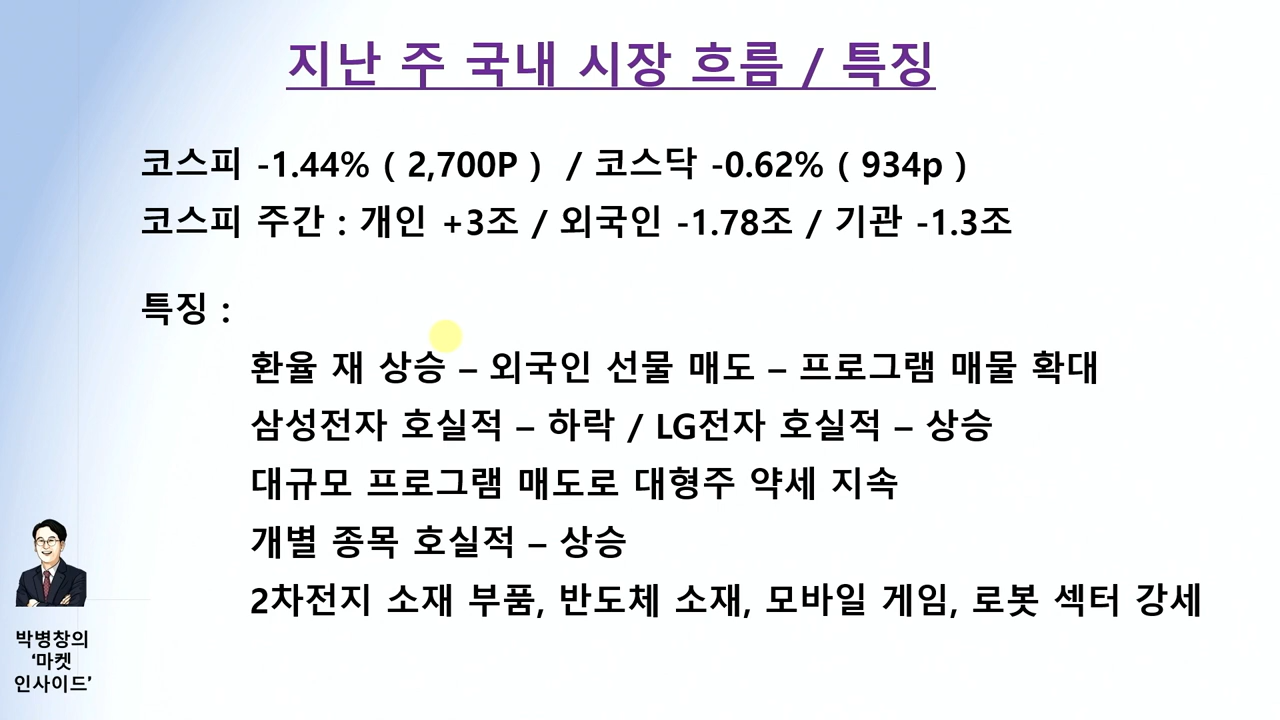 지난 주 국내 시장 흐름 / 특징
코스피 -1.44% ( 2,700P ) / 코스닥 -0.62% ( 934p )
코스피 주간 : 개인 +3조 / 외국인 -1.78조 / 기관 -1.3조
특징 :
환율 재 상승 – 외국인 선물 매도 – 프로그램 매물 확대
삼성전자 호실적 – 하락 / LG전자 호실적 – 상승
대규모 프로그램 매도로 대형주 약세 지속
개별 종목 호실적 – 상승
2차전지 소재 부품, 반도체 소재, 모바일 게임, 로봇 섹터 강세
박병창의
‘마켓
인사이드’